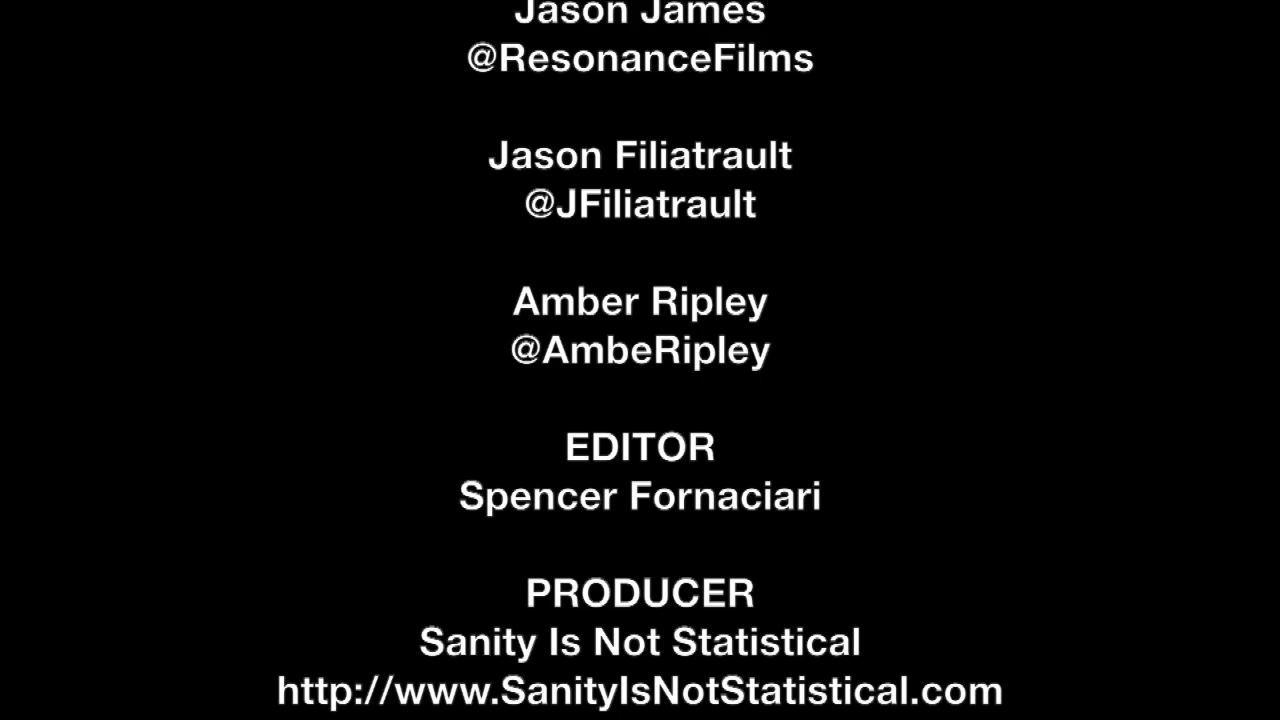 Jason James
@ResonanceFilms
Jason Filiatrault
@JFiliatrault
Amber Ripley
@AmbeRipley
EDITOR
Spencer Fornaciari
PRODUCER
Sanity Is Not Statistical
http://www.SanityIsNotStatistical.com